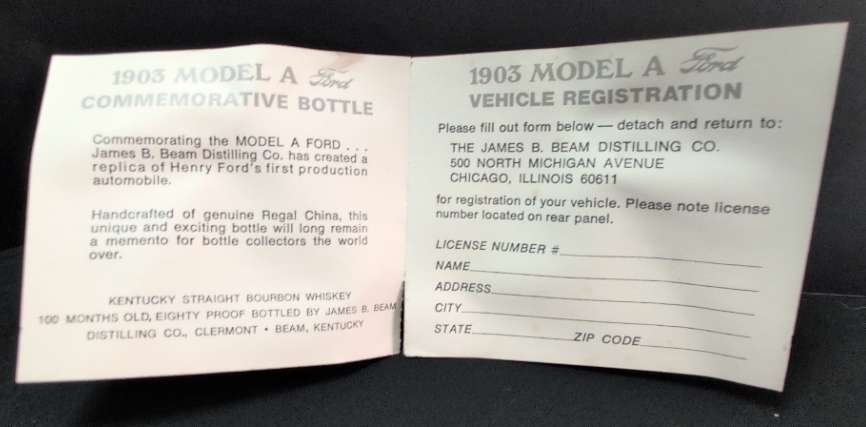 1903 MODEL A Ford
COMMEMORATIVE BOTTLE
Commemorating the MODEL A FORD . . .
James B. Beam Distilling Co. has created a
replica of Henry Ford's first production
automobile.
Handcrafted of genuine Regal China, this
unique and exciting bottle will long remain
a memento for bottle collectors the world
over.
KENTUCKY STRAIGHT BOURBON WHISKEY
100 MONTHS OLD, EIGHTY PROOF BOTTLED BY JAMES B. BEAM
DISTILLING CO., CLERMONT • BEAM, KENTUCKY
1903 MODEL A Ford
VEHICLE REGISTRATION
Please fill out form below — detach and return to:
THE JAMES B. BEAM DISTILLING CO.
500 NORTH MICHIGAN AVENUE
CHICAGO, ILLINOIS 60611
for registration of your vehicle. Please note license
number located on rear panel.
LICENSE NUMBER #
NAME
ADDRESS
CITY
STATE ZIP CODE